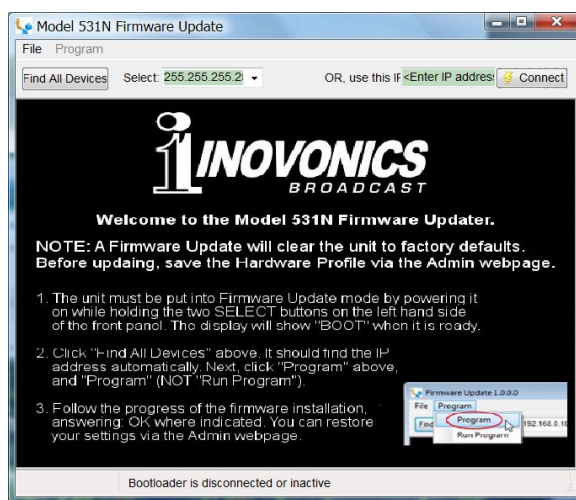 Model 531N Firmware Update
File Program
Find All Devices Select: 255.255.255.2 OR, use this IF <Enter IP address Connect
INOVONICS
BROADCAST
Welcome to the Model 531N Firmware Updater.
NOTE: A Firmware Update will clear the unit to factory defaults.
Before updaing, save the Hardware Profile via the Admin webpage.
1. The unit must be put into Firmware Update mode by powering it
on while holding the two SELECT buttons on the left hand side
of the front panel. The display will show "BOOT" when it is ready.
2. Click "Find All Devices" above. It should find the IP
address automatically. Next, click "Program" above,
and "Program" (NOT "Run Program").
3. Follow the progress of the firmware installation,
answering: OK where indicated. You can restore
your settings via the Admin webpage.
Firmware Update 1.0.0.0
File Program
Find Program 192.168.0.10
Run Program
Bootloader is disconnected or inactive